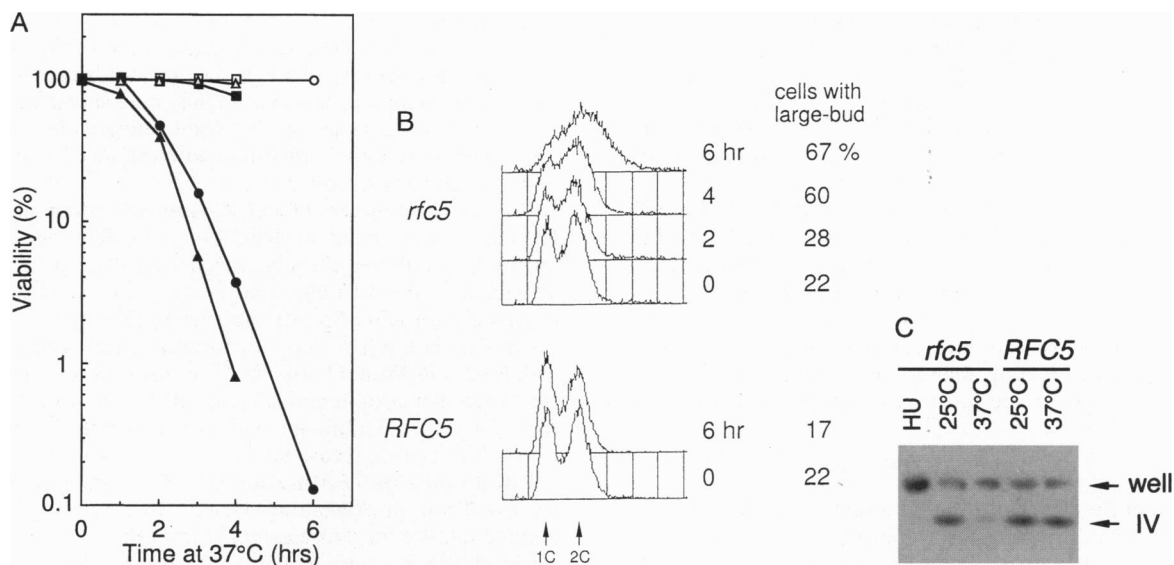 A
100
10
1
0.1
Viability (%)
0 2 4 6
Time at 37°C (hrs)
B
cells with
large-bud
6 hr 67 %
4 60
2 28
0 22
rfc5
RFC5
6 hr 17
0 22
1C 2C
C
rfc5 RFC5
HU 25°C 37°C 25°C 37°C
well
IV